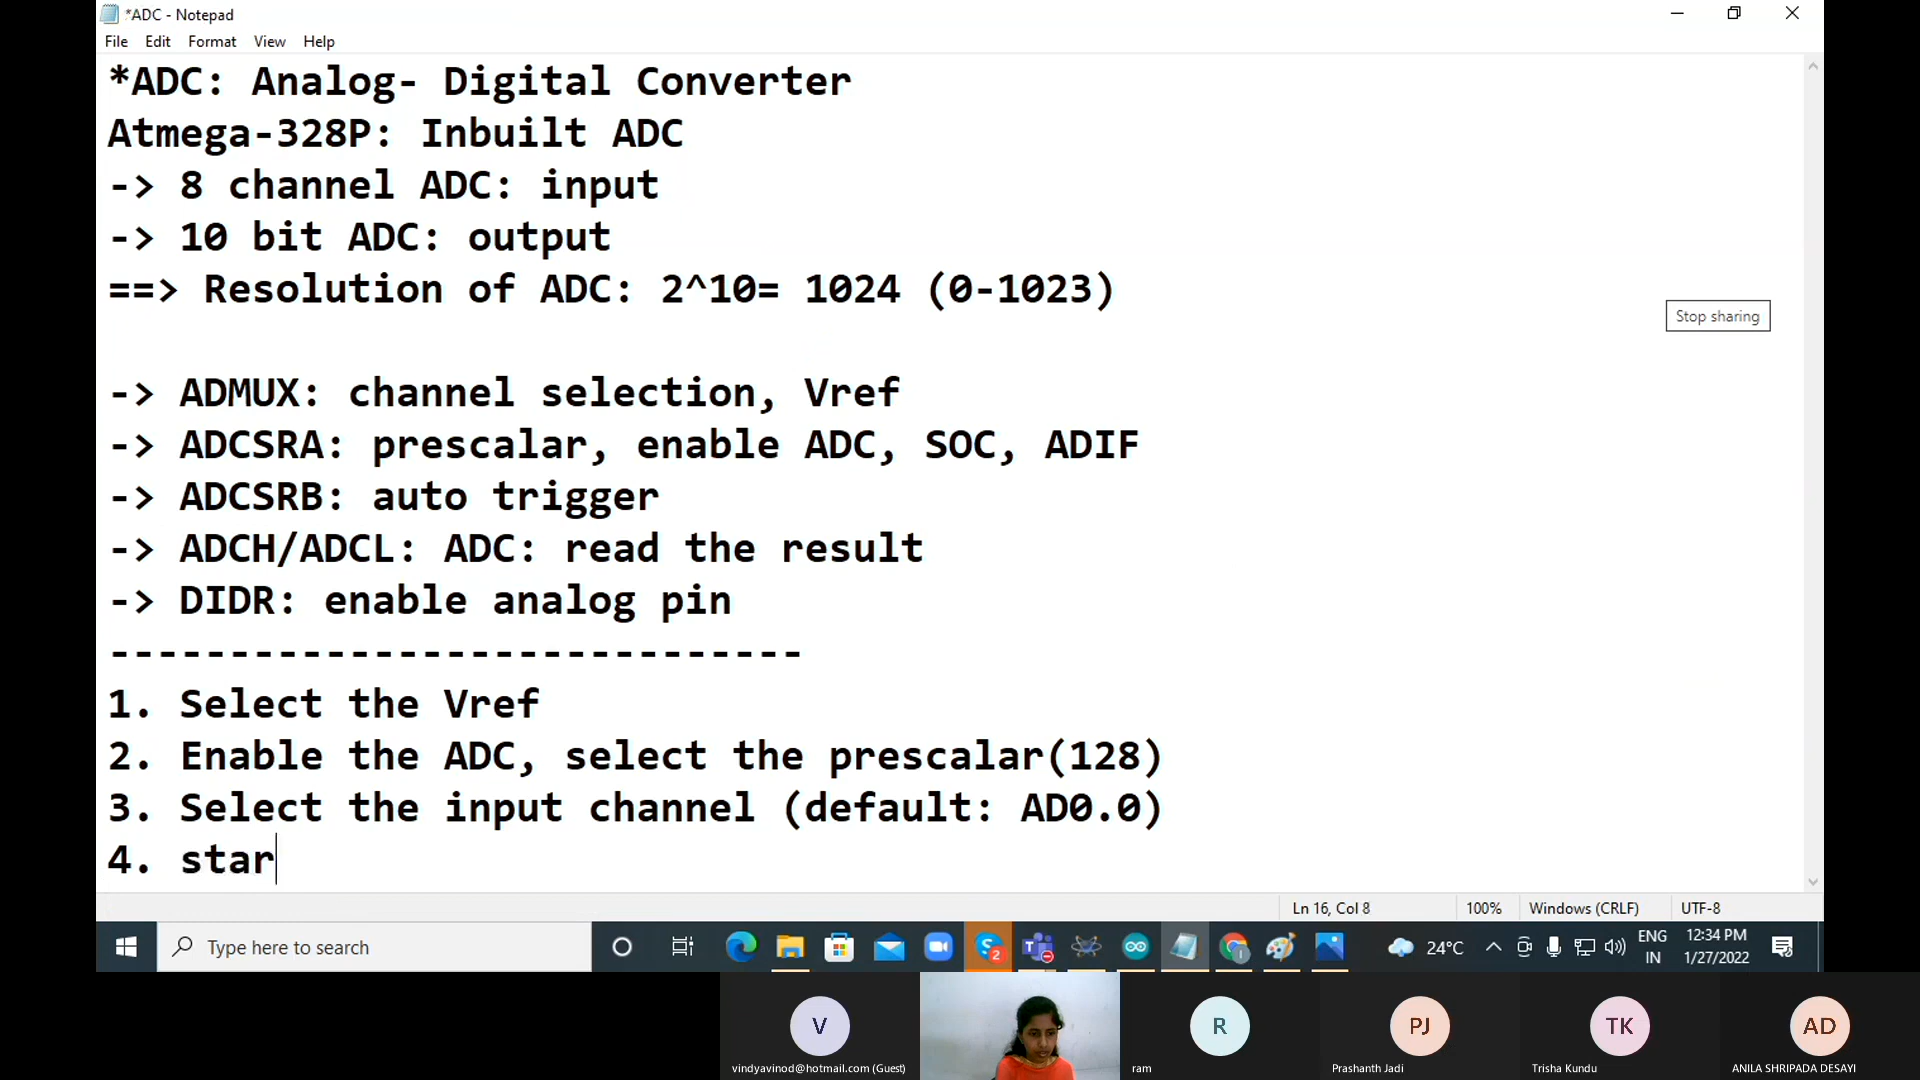 *ADC - Notepad
File Edit Format View Help
*ADC: Analog- Digital Converter
Atmega-328P: Inbuilt ADC
-> 8 channel ADC: input
-> 10 bit ADC: output
==> Resolution of ADC: 2^10= 1024 (0-1023)
Stop sharing
-> ADMUX: channel selection, Vref
-> ADCSRA: prescalar, enable ADC, SOC, ADIF
-> ADCSRB: auto trigger
-> ADCH/ADCL: ADC: read the result
-> DIDR: enable analog pin
-----------------------------
1. Select the Vref
2. Enable the ADC, select the prescalar(128)
3. Select the input channel (default: AD0.0)
4. star
Ln 16, Col 8 100% Windows (CRLF) UTF-8
Type here to search
24°C
ENG
IN
12:34 PM
1/27/2022
V
R
PJ
TK
AD
vindyavinod@hotmail.com (Guest)
ram
Prashanth Jadi
Trisha Kundu
ANILA SHRIPADA DESAYI